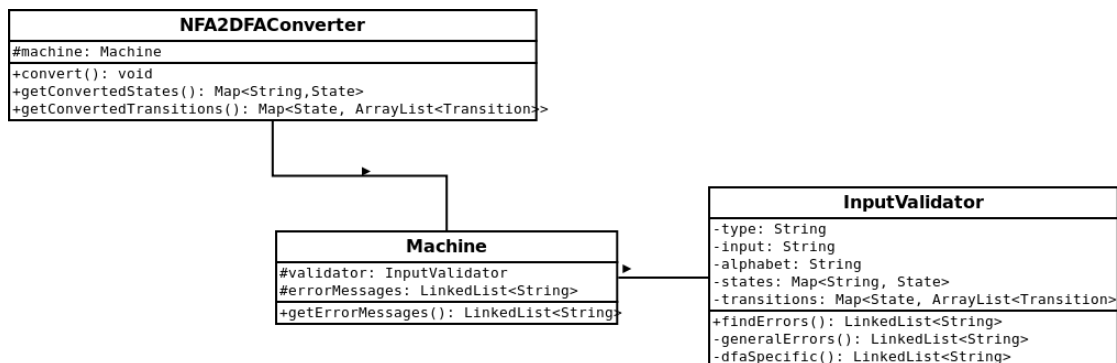 NFA2DFAConverter
#machine: Machine
+convert(): void
+getConvertedStates(): Map<String,State>
+getConvertedTransitions(): Map<State, ArrayList<Transition>>
Machine
#validator: InputValidator
#errorMessages: LinkedList<String>
+getErrorMessages(): LinkedList<String>
InputValidator
-type: String
-input: String
-alphabet: String
-states: Map(String, State>
-transitions: Map<State, ArrayList<Transition>
+findErrors(): LinkedList<String>
-generalErrors(): LinkedList<String>
-dfaSpecific(): LinkedList<String>